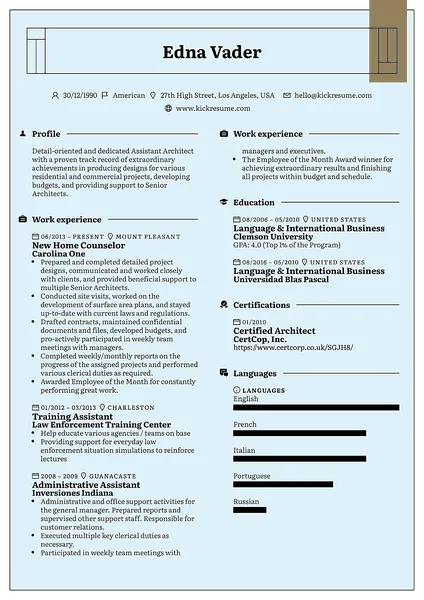 Edna Vader
30/12/1990 American 27th High Street, Los Angeles, USA hello@kickresume.com
www.kickresume.com
Profile
Detail-oriented and dedicated Assistant Architect
with a proven track record of extraordinary
achievements in producing designs for various
residential and commercial projects, developing
budgets, and providing support to Senior
Architects.
Work experience
06/2013 – PRESENT MOUNT PLEASANT
New Home Counselor
Carolina One
• Prepared and completed detailed project
designs, communicated and worked closely
with clients, and provided beneficial support to
multiple Senior Architects.
• Conducted site visits, worked on the
development of surface area plans, and stayed
up-to-date with current laws and regulations.
• Drafted contracts, maintained confidential
documents and files, developed budgets, and
pro-actively participated in weekly team
meetings with managers.
• Completed weekly/monthly reports on the
progress of the assigned projects and performed
various clerical duties as required.
• Awarded Employee of the Month for constantly
performing great work.
01/2012 – 03/2013 CHARLESTON
Training Assistant
Law Enforcement Training Center
• Help educate various agencies / teams on base
• Providing support for everyday law
enforcement situation simulations to reinforce
lectures
2008 – 2009 GUANACASTE
Administrative Assistant
Inversiones Indiana
• Administrative and office support activities for
the general manager. Prepared reports and
supervised other support staff. Responsible for
customer relations.
• Executed multiple key clerical duties as
necessary.
• Participated in weekly team meetings with
Work experience
managers and executives.
• The Employee of the Month Award winner for
achieving extraordinary results and finishing
all projects within budget and schedule.
Education
08/2006 – 05/2010 UNITED STATES
Language & International Business
Clemson University
GPA: 4.0 (Top 1% of the Program)
08/2016 – 05/2010 UNITED STATES
Language & International Business
Universidad Blas Pascal
Certifications
01/2010
Certified Architect
CertCop, Inc.
https://www.certcorp.co.uk/SGJH8/
Languages
LANGUAGES
English
French
Italian
Portuguese
Russian